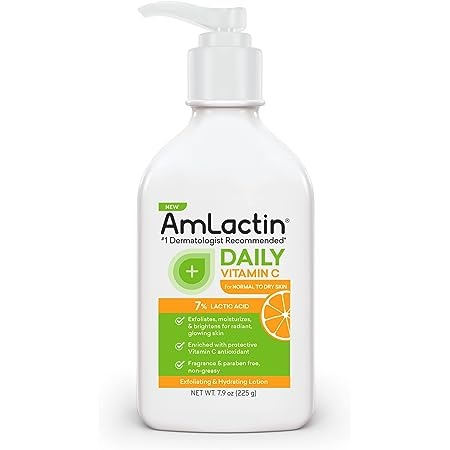 NEW
AmLactin®
#1 Dermatologist Recommended*
DAILY
VITAMIN C
For NORMAL TO DRY SKIN
7% LACTIC ACID
Exfoliates, moisturizes,
& brightens for radiant,
glowing skin
Enriched with protective
Vitamin C antioxidant
Fragrance & paraben free,
non-greasy
Exfoliating & Hydrating Lotion
NET WT. 7.9 oz (225 g)